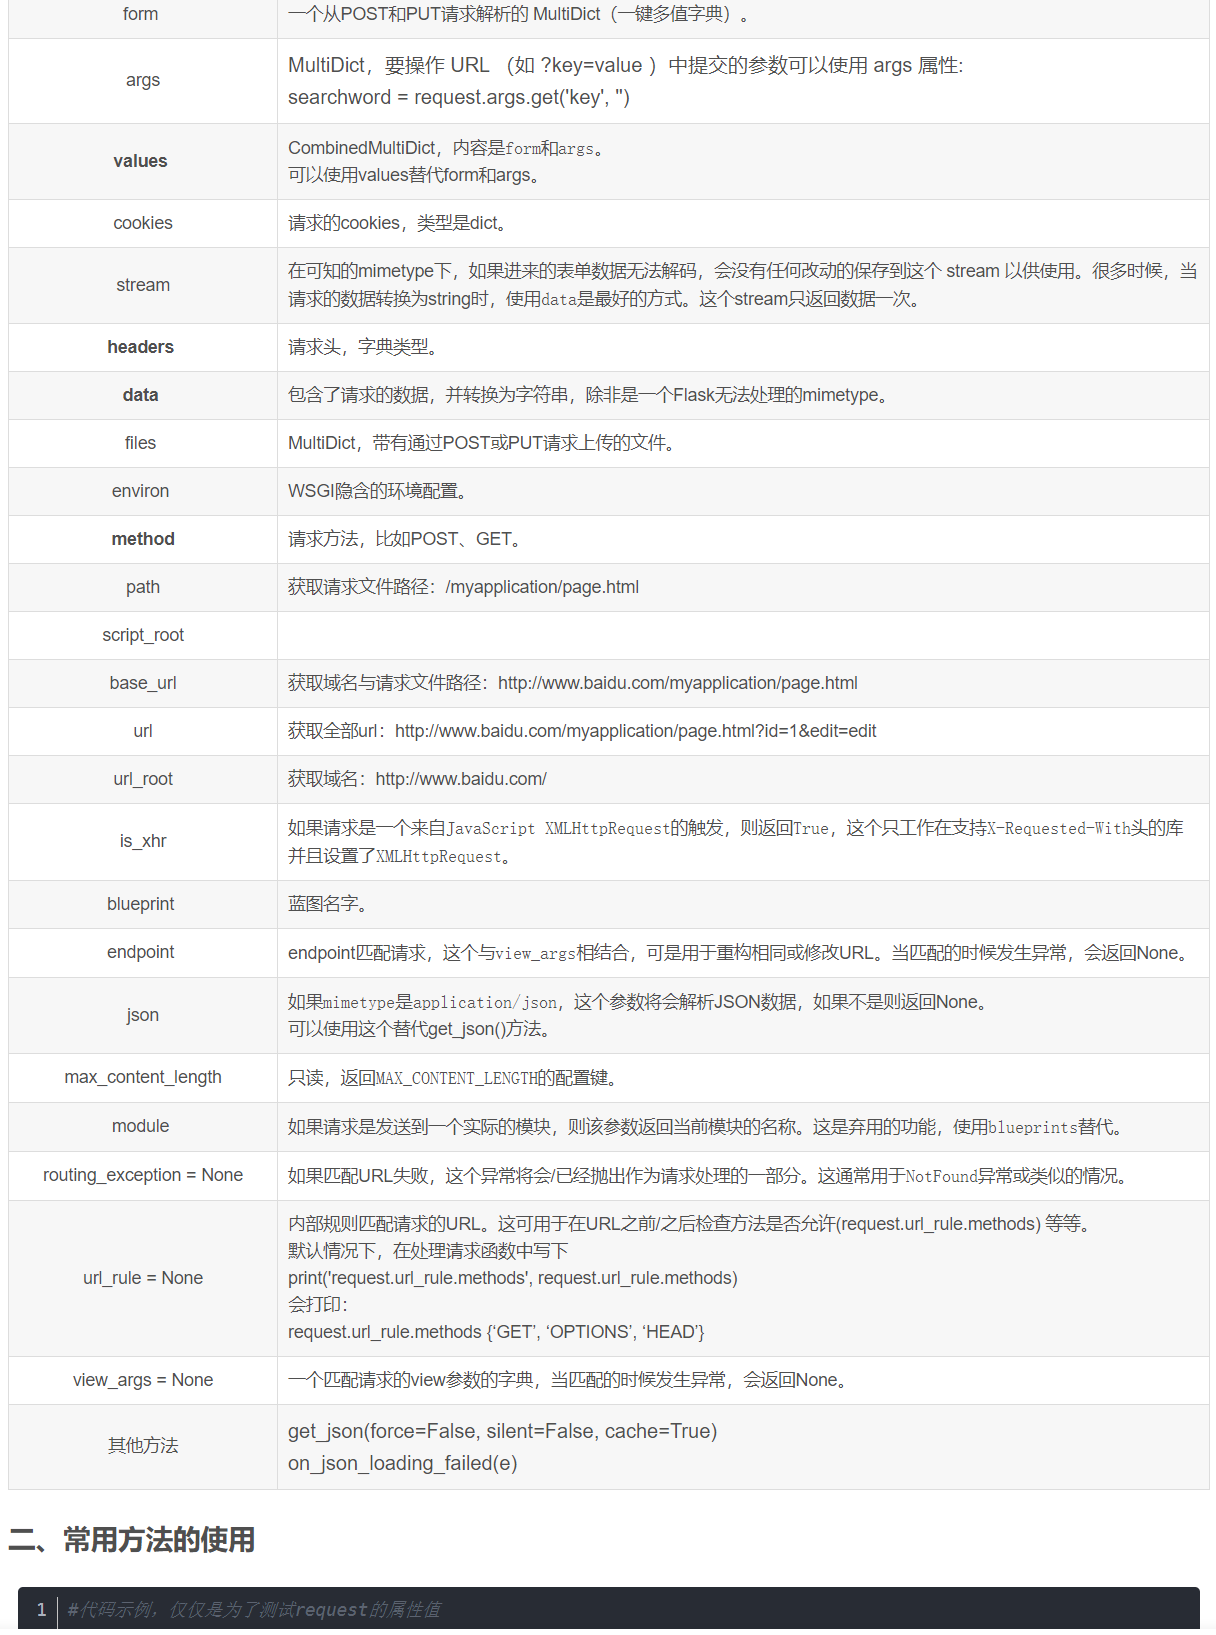 form
一个从POST和PUT请求解析的 MultiDict（一键多值字典）。
args
MultiDict，要操作 URL （如 ?key=value ）中提交的参数可以使用 args 属性:
searchword = request.args.get('key', '')
values
CombinedMultiDict，内容是form和args。
可以使用values替代form和args。
cookies
请求的cookies，类型是dict。
stream
在可知的mimetype下，如果进来的表单数据无法解码，会没有任何改动的保存到这个 stream 以供使用。很多时候，当
请求的数据转换为string时，使用data是最好的方式。这个stream只返回数据一次。
headers
请求头，字典类型。
data
包含了请求的数据，并转换为字符串，除非是一个Flask无法处理的mimetype。
files
MultiDict，带有通过POST或PUT请求上传的文件。
environ
WSGI隐含的环境配置。
method
请求方法，比如POST、GET。
path
获取请求文件路径：/myapplication/page.html
script_root
base_url
获取域名与请求文件路径：http://www.baidu.com/myapplication/page.html
url
获取全部url：http://www.baidu.com/myapplication/page.html?id=1&edit=edit
url_root
获取域名：http://www.baidu.com/
is_xhr
如果请求是一个来自JavaScript XMLHttpRequest的触发，则返回True，这个只工作在支持X-Requested-With头的库
并且设置了XMLHttpRequest。
blueprint
蓝图名字。
endpoint
endpoint匹配请求，这个与view_args相结合，可是用于重构相同或修改URL。当匹配的时候发生异常，会返回None。
json
如果mimetype是application/json，这个参数将会解析JSON数据，如果不是则返回None。
可以使用这个替代get_json()方法。
max_content_length
只读，返回MAX_CONTENT_LENGTH的配置键。
module
如果请求是发送到一个实际的模块，则该参数返回当前模块的名称。这是弃用的功能，使用blueprints替代。
routing_exception = None
如果匹配URL失败，这个异常将会/已经抛出作为请求处理的一部分。这通常用于NotFound异常或类似的情况。
url_rule = None
内部规则匹配请求的URL。这可用于在URL之前/之后检查方法是否允许(request.url_rule.methods) 等等。
默认情况下，在处理请求函数中写下
print('request.url_rule.methods', request.url_rule.methods)
会打印：
request.url_rule.methods {‘GET’, ‘OPTIONS’, ‘HEAD’}
view_args = None
一个匹配请求的view参数的字典，当匹配的时候发生异常，会返回None。
其他方法
get_json(force=False, silent=False, cache=True)
on_json_loading_failed(e)
二、常用方法的使用
1 #代码示例，仅仅是为了测试request的属性值